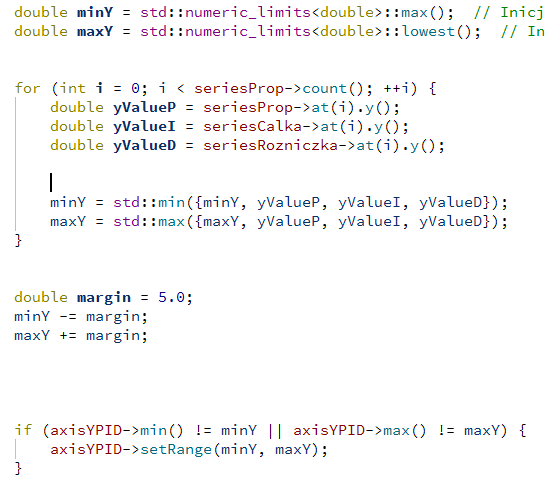 double minY = std::numeric_limits<double>::max();  // Inicj
double maxY = std::numeric_limits<double>::lowest();  // In
for (int i = 0; i < seriesProp->count(); ++i) {
double yValueP = seriesProp->at(i).y();
double yValueI = seriesCalka->at(i).y();
double yValueD = seriesRozniczka->at(i).y();
minY = std::min({minY, yValueP, yValueI, yValueD});
maxY = std::max({maxY, yValueP, yValueI, yValueD});
}
double margin = 5.0;
minY -= margin;
maxY += margin;
if (axisYPID->min() != minY || axisYPID->max() != maxY) {
axisYPID->setRange(minY, maxY);
}